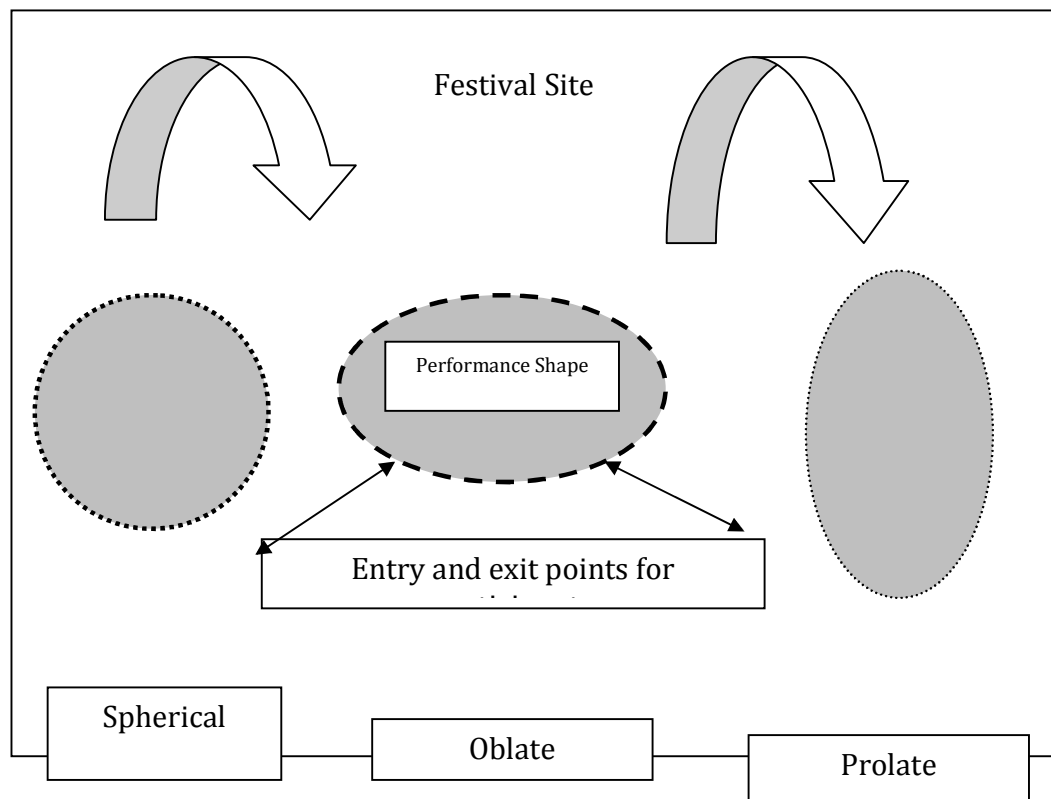 Festival Site
Performance Shape
Entry and exit points for
Spherical
Oblate
Prolate